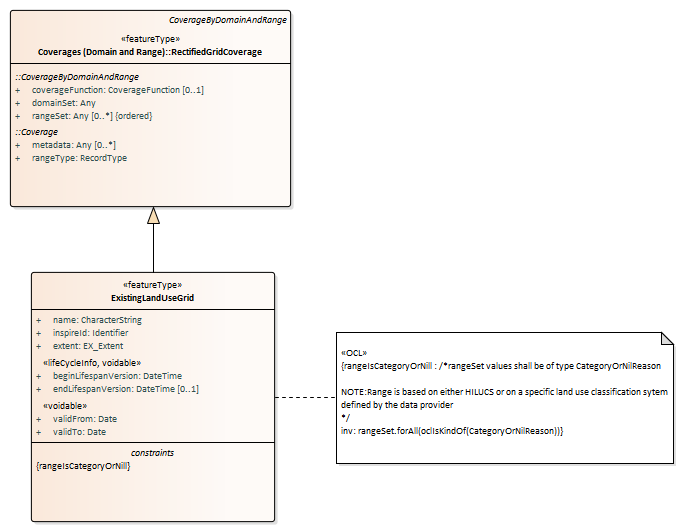 CoverageByDomainAndRange
«featureType»
Coverages (Domain and Range)::RectifiedGridCoverage
::CoverageByDomainAndRange
+ coverageFunction: CoverageFunction [0..1]
+ domainSet: Any
+ rangeSet: Any [0..*] {ordered}
::Coverage
+ metadata: Any [0..*]
+ rangeType: RecordType
«featureType»
ExistingLandUseGrid
+ name: CharacterString
+ inspireId: Identifier
+ extent: EX_Extent
«lifeCycleInfo, voidable»
+ beginLifespanVersion: DateTime
+ endLifespanVersion: DateTime [0..1]
«voidable»
+ validFrom: Date
+ validTo: Date
constraints
{rangeIsCategoryOrNill}
«OCL»
{rangeIsCategoryOrNill : /*rangeSet values shall be of type CategoryOrNilReason
NOTE:Range is based on either HILUCS or on a specific land use classification sytem
defined by the data provider
*/
inv: rangeSet.forAll(oclIsKindOf(CategoryOrNilReason))}